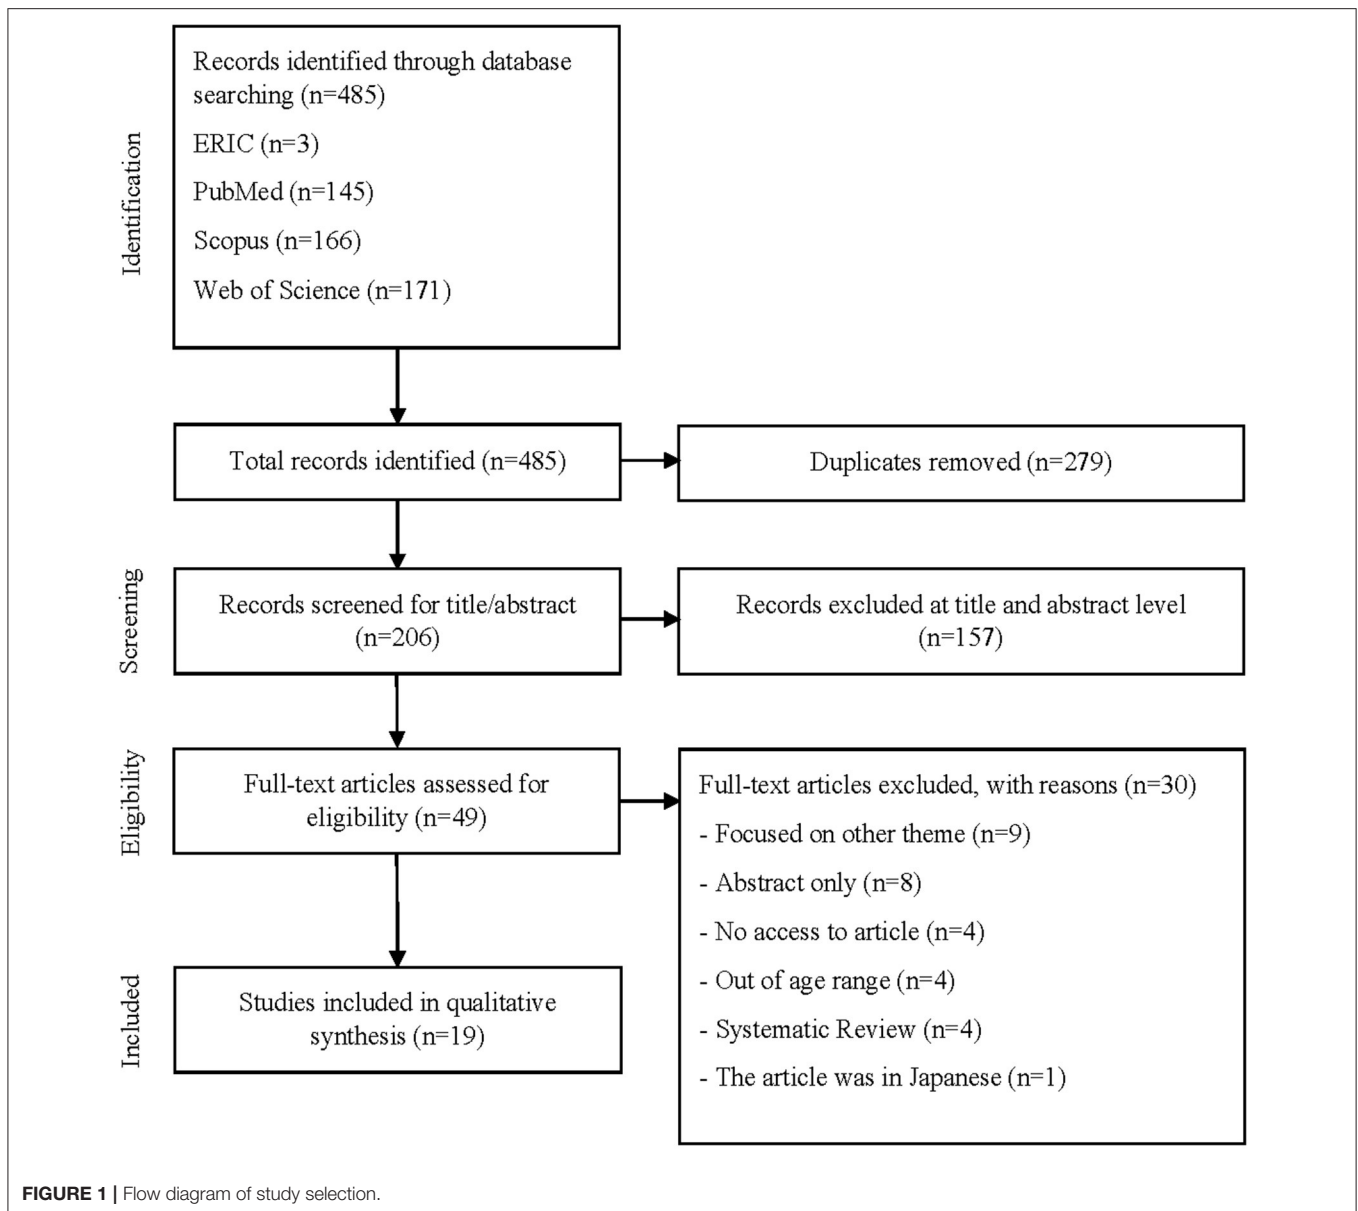 Identification
Records identified through database
searching (n=485)
ERIC (n=3)
PubMed (n=145)
Scopus (n=166)
Web of Science (n=171)
Total records identified (n=485)
Duplicates removed (n=279)
Screening
Records screened for title/abstract
(n=206)
Records excluded at title and abstract level
(n=157)
Eligibility
Full-text articles assessed for
eligibility (n=49)
Full-text articles excluded, with reasons (n=30)
- Focused on other theme (n=9)
- Abstract only (n=8)
- No access to article (n=4)
- Out of age range (n=4)
- Systematic Review (n=4)
- The article was in Japanese (n=1)
Included
Studies included in qualitative
synthesis (n=19)
FIGURE 1 | Flow diagram of study selection.